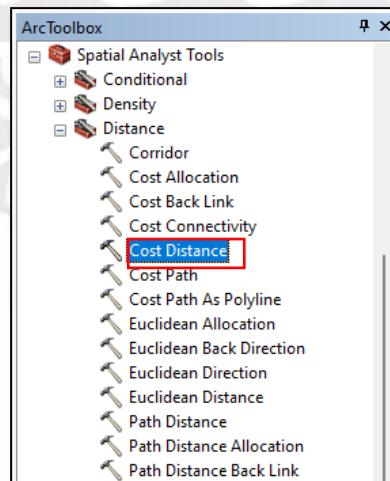 ArcToolbox
Spatial Analyst Tools
Conditional
Density
Distance
Corridor
Cost Allocation
Cost Back Link
Cost Connectivity
Cost Distance
Cost Path
Cost Path As Polyline
Euclidean Allocation
Euclidean Back Direction
Euclidean Direction
Euclidean Distance
Path Distance
Path Distance Allocation
Path Distance Back Link